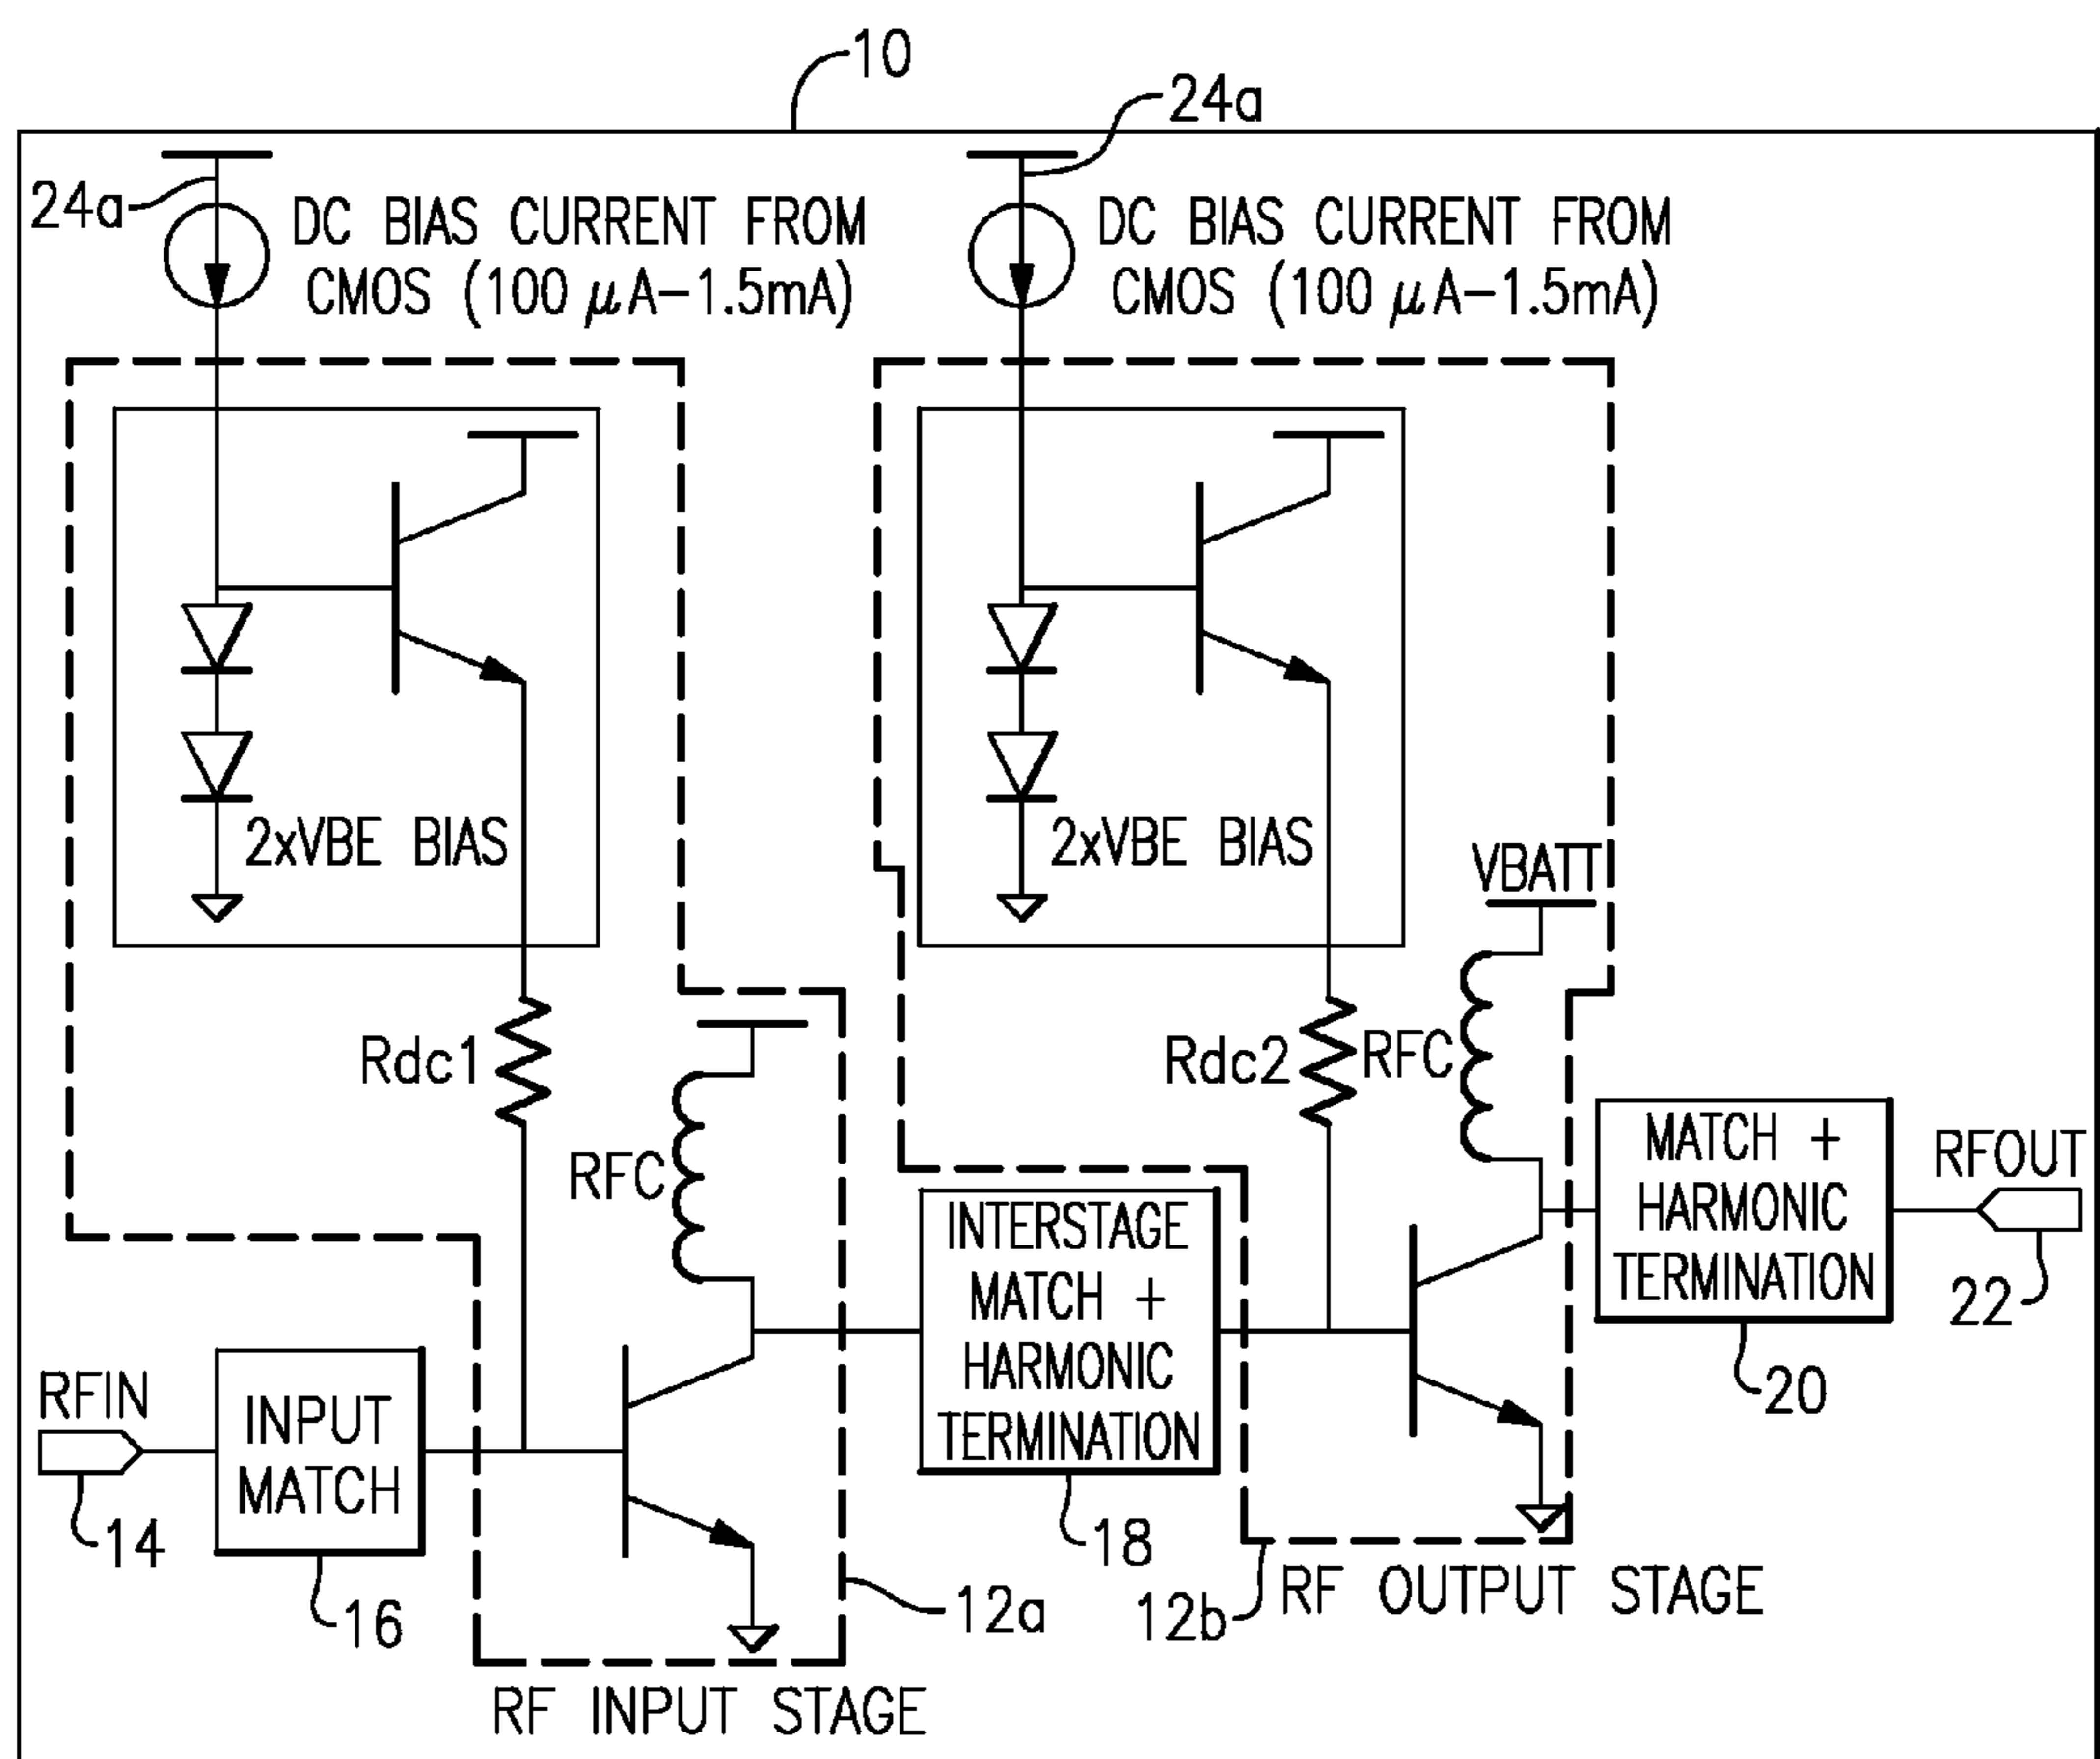 10
24a
24a
DC BIAS CURRENT FROM
CMOS (100 μA-1.5mA)
DC BIAS CURRENT FROM
CMOS (100 μA-1.5mA)
2xVBE BIAS
2xVBE BIAS
VBATT
Rdc1
RFC
Rdc2
RFC
INPUT
MATCH
INTERSTAGE
MATCH +
HARMONIC
TERMINATION
MATCH +
HARMONIC
TERMINATION
RFOUT
22
20
RFIN
14
16
18
12a
12b
RF OUTPUT STAGE
RF INPUT STAGE